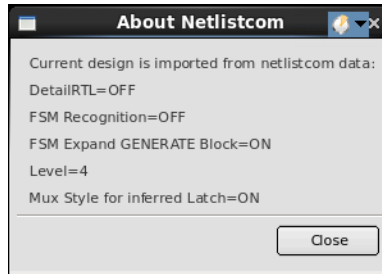 About Netlistcom
Current design is imported from netlistcom data:
DetailRTL=OFF
FSM Recognition=OFF
FSM Expand GENERATE Block=ON
Level=4
Mux Style for inferred Latch=ON
Close